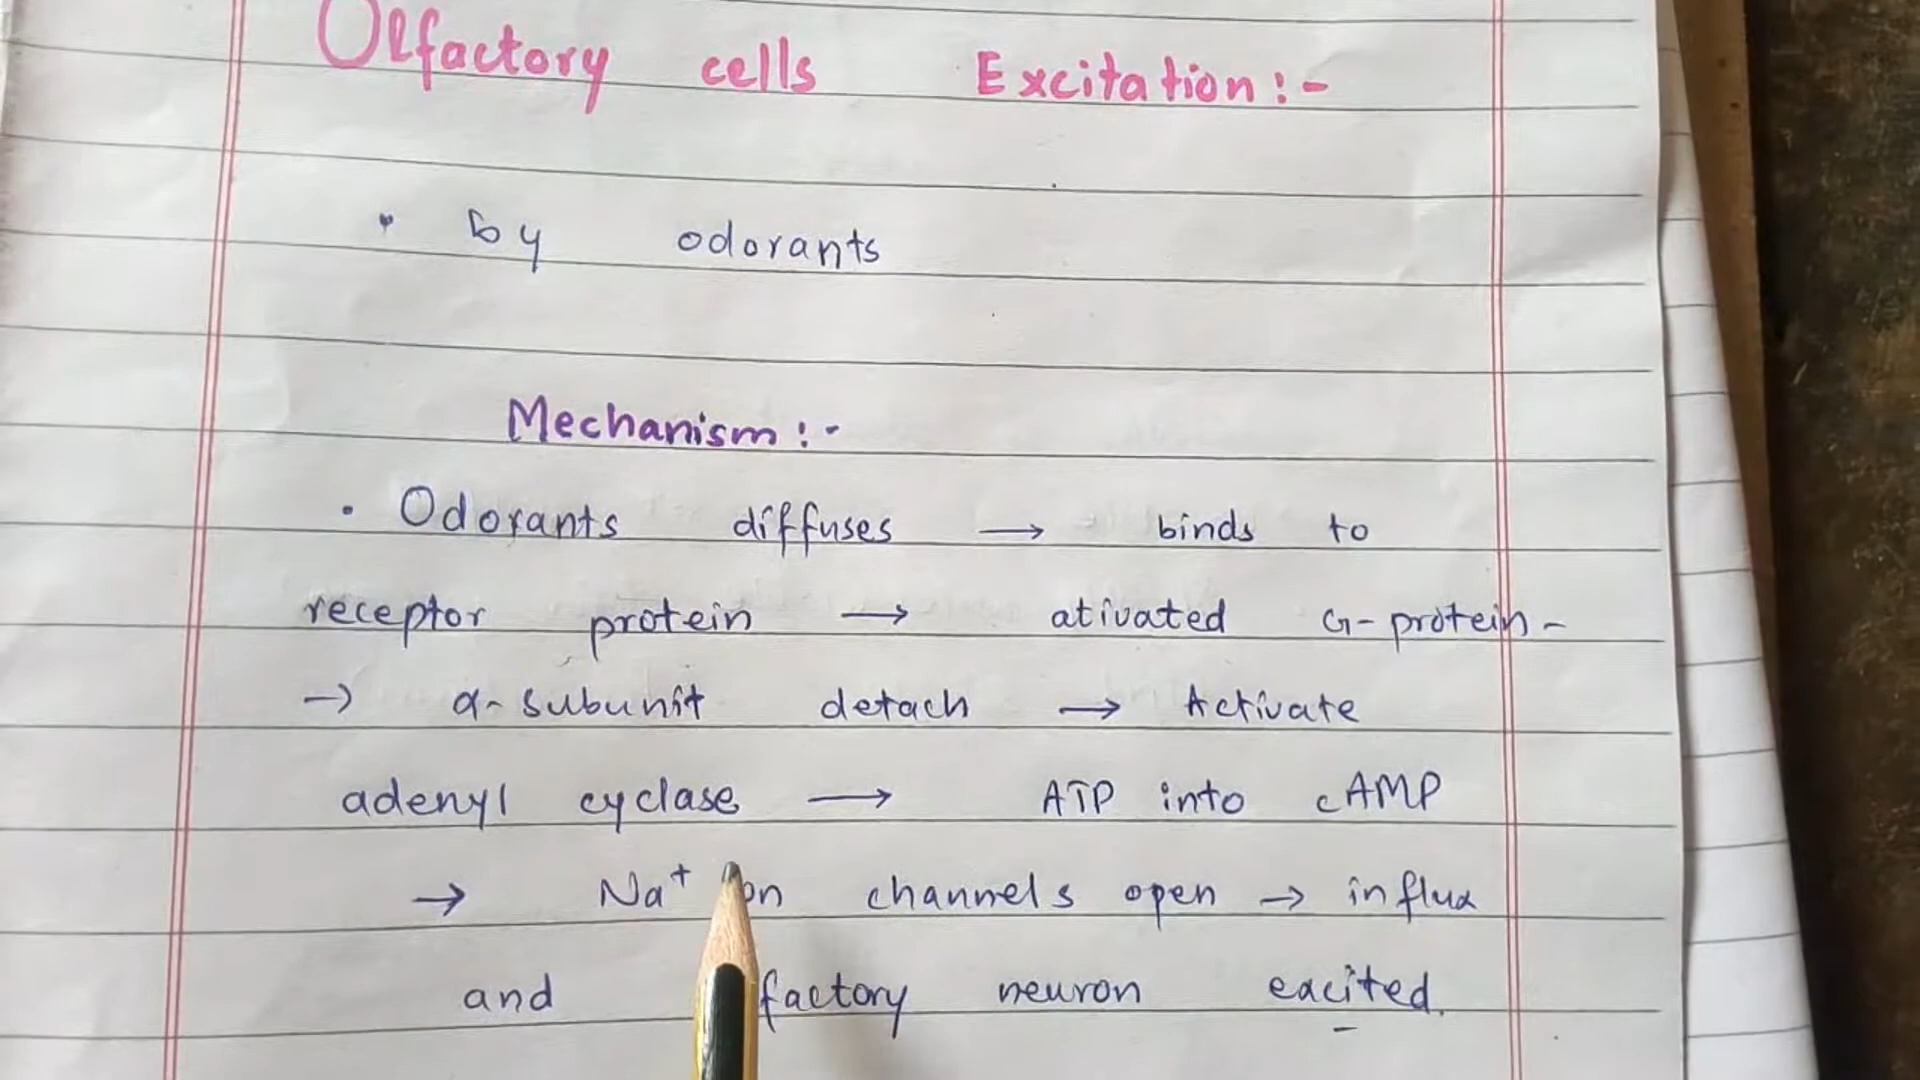 Olfactory cells Excitation:-
• by odorants
Mechanism:-
• Odorants diffuses → binds to
receptor protein → ativated G-protein-
→ α-subunit detach → Activate
adenyl cyclase → ATP into cAMP
→ Na+ channels open → influx
and neuron excited.